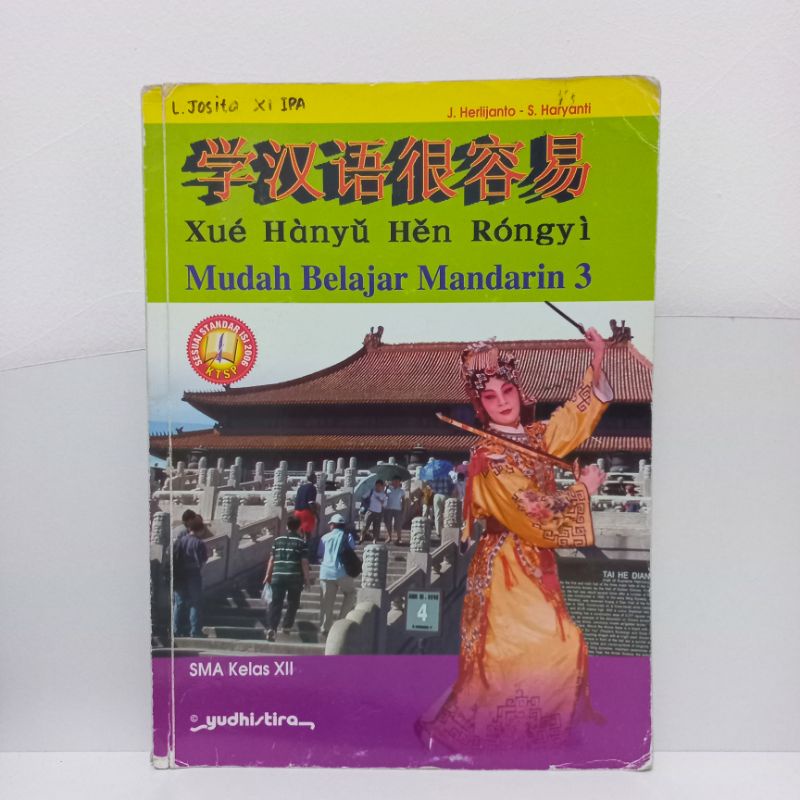 L. Josita XI IPA
J. Herlijanto - S. Haryanti
学汉语很容易
Xué Hànyǔ Hěn Róngyì
Mudah Belajar Mandarin 3
SESUAI STANDAR ISI 2006
KTSP
TAI HE DIAN
4
SMA Kelas XII
© yudhistira